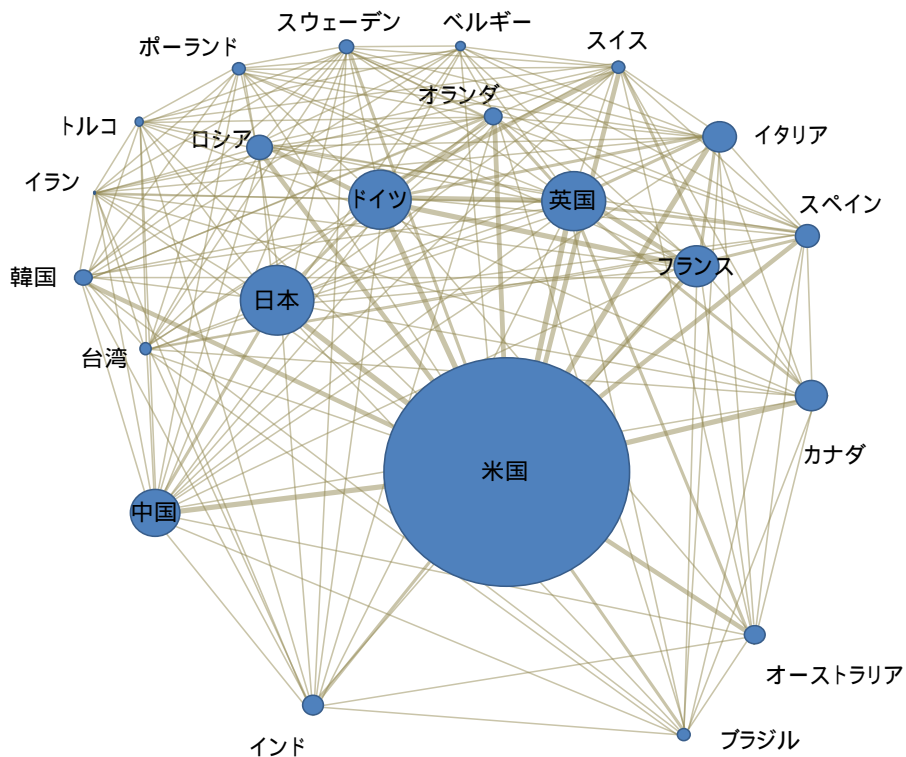 スウェーデン
ベルギー
スイス
ポーランド
オランダ
トルコ
ロシア
イタリア
イラン
ドイツ
英国
スペイン
韓国
フランス
日本
台湾
カナダ
米国
中国
オーストラリア
インド
ブラジル